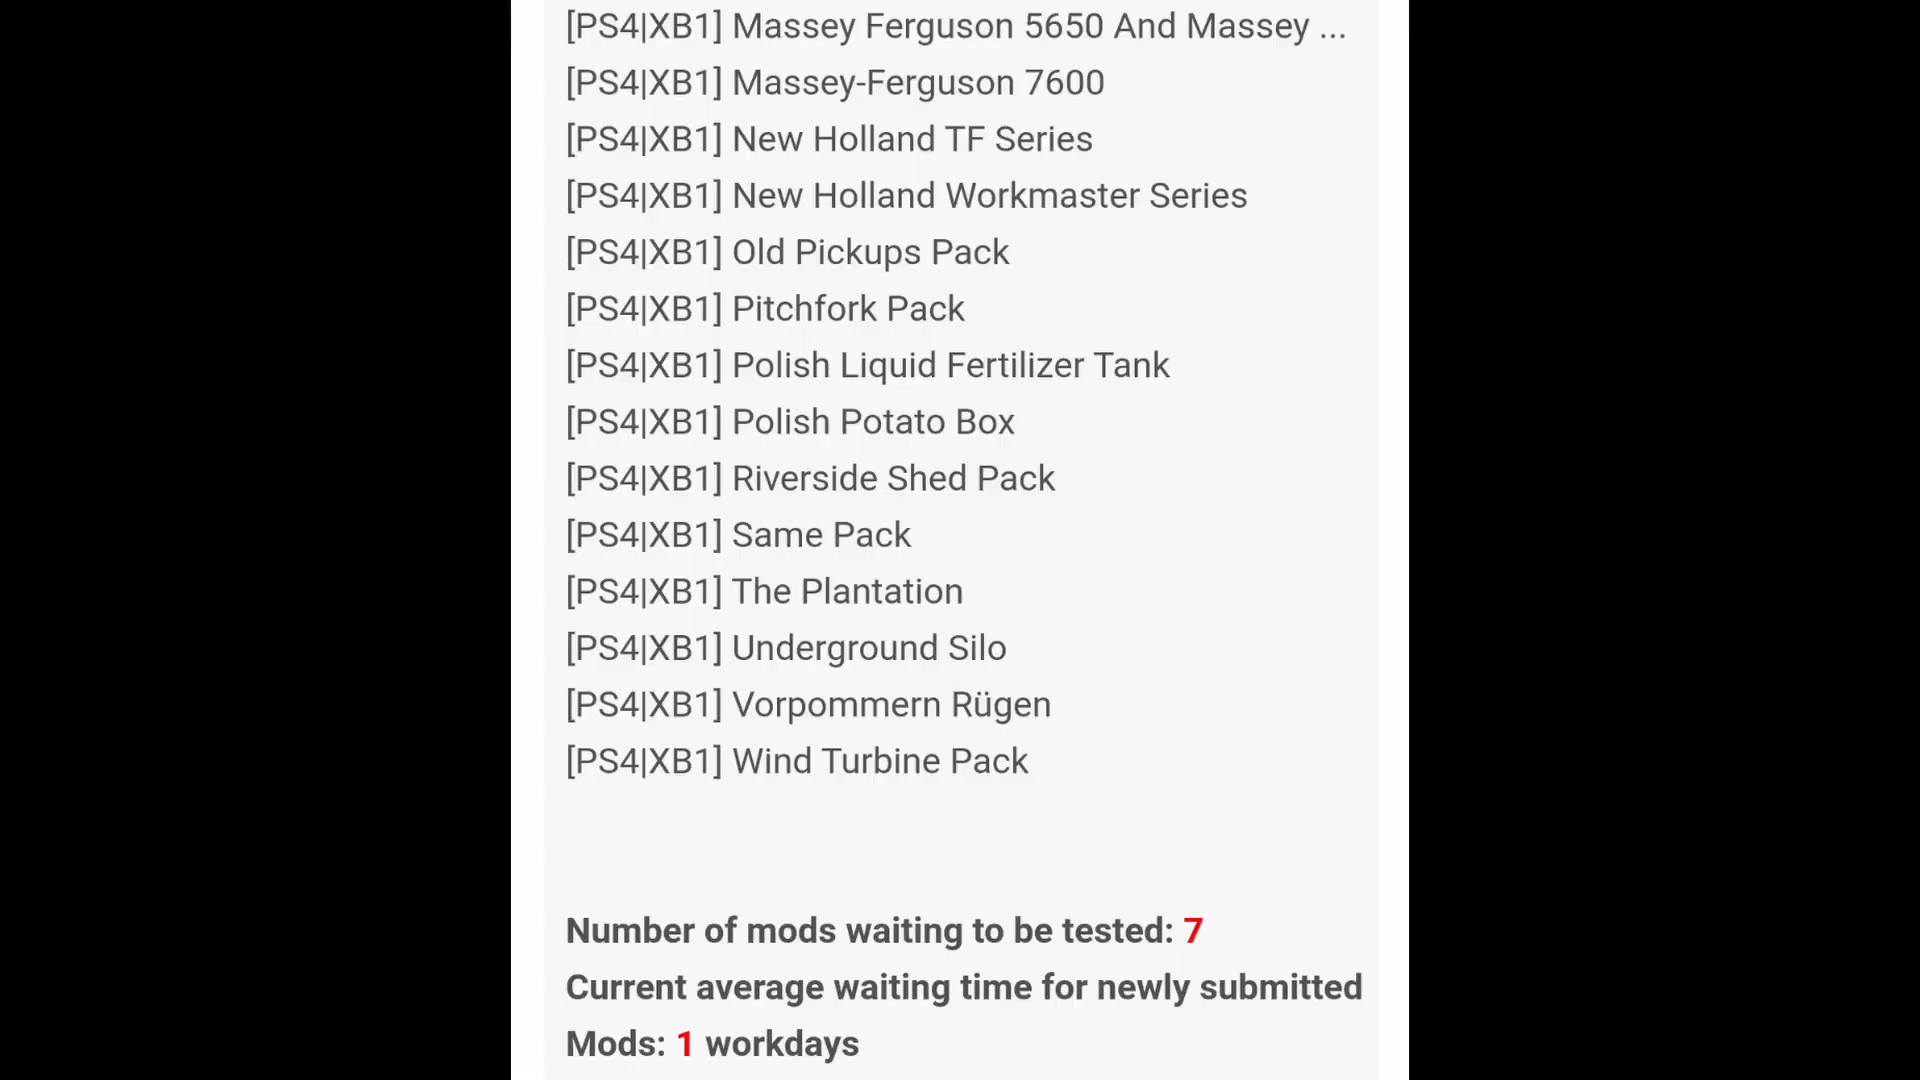 [PS4|XB1] Massey Ferguson 5650 And Massey ...
[PS4|XB1] Massey-Ferguson 7600
[PS4|XB1] New Holland TF Series
[PS4|XB1] New Holland Workmaster Series
[PS4|XB1] Old Pickups Pack
[PS4|XB1] Pitchfork Pack
[PS4|XB1] Polish Liquid Fertilizer Tank
[PS4|XB1] Polish Potato Box
[PS4|XB1] Riverside Shed Pack
[PS4|XB1] Same Pack
[PS4|XB1] The Plantation
[PS4|XB1] Underground Silo
[PS4|XB1] Vorpommern Rügen
[PS4|XB1] Wind Turbine Pack
Number of mods waiting to be tested: 7
Current average waiting time for newly submitted
Mods: 1 workdays